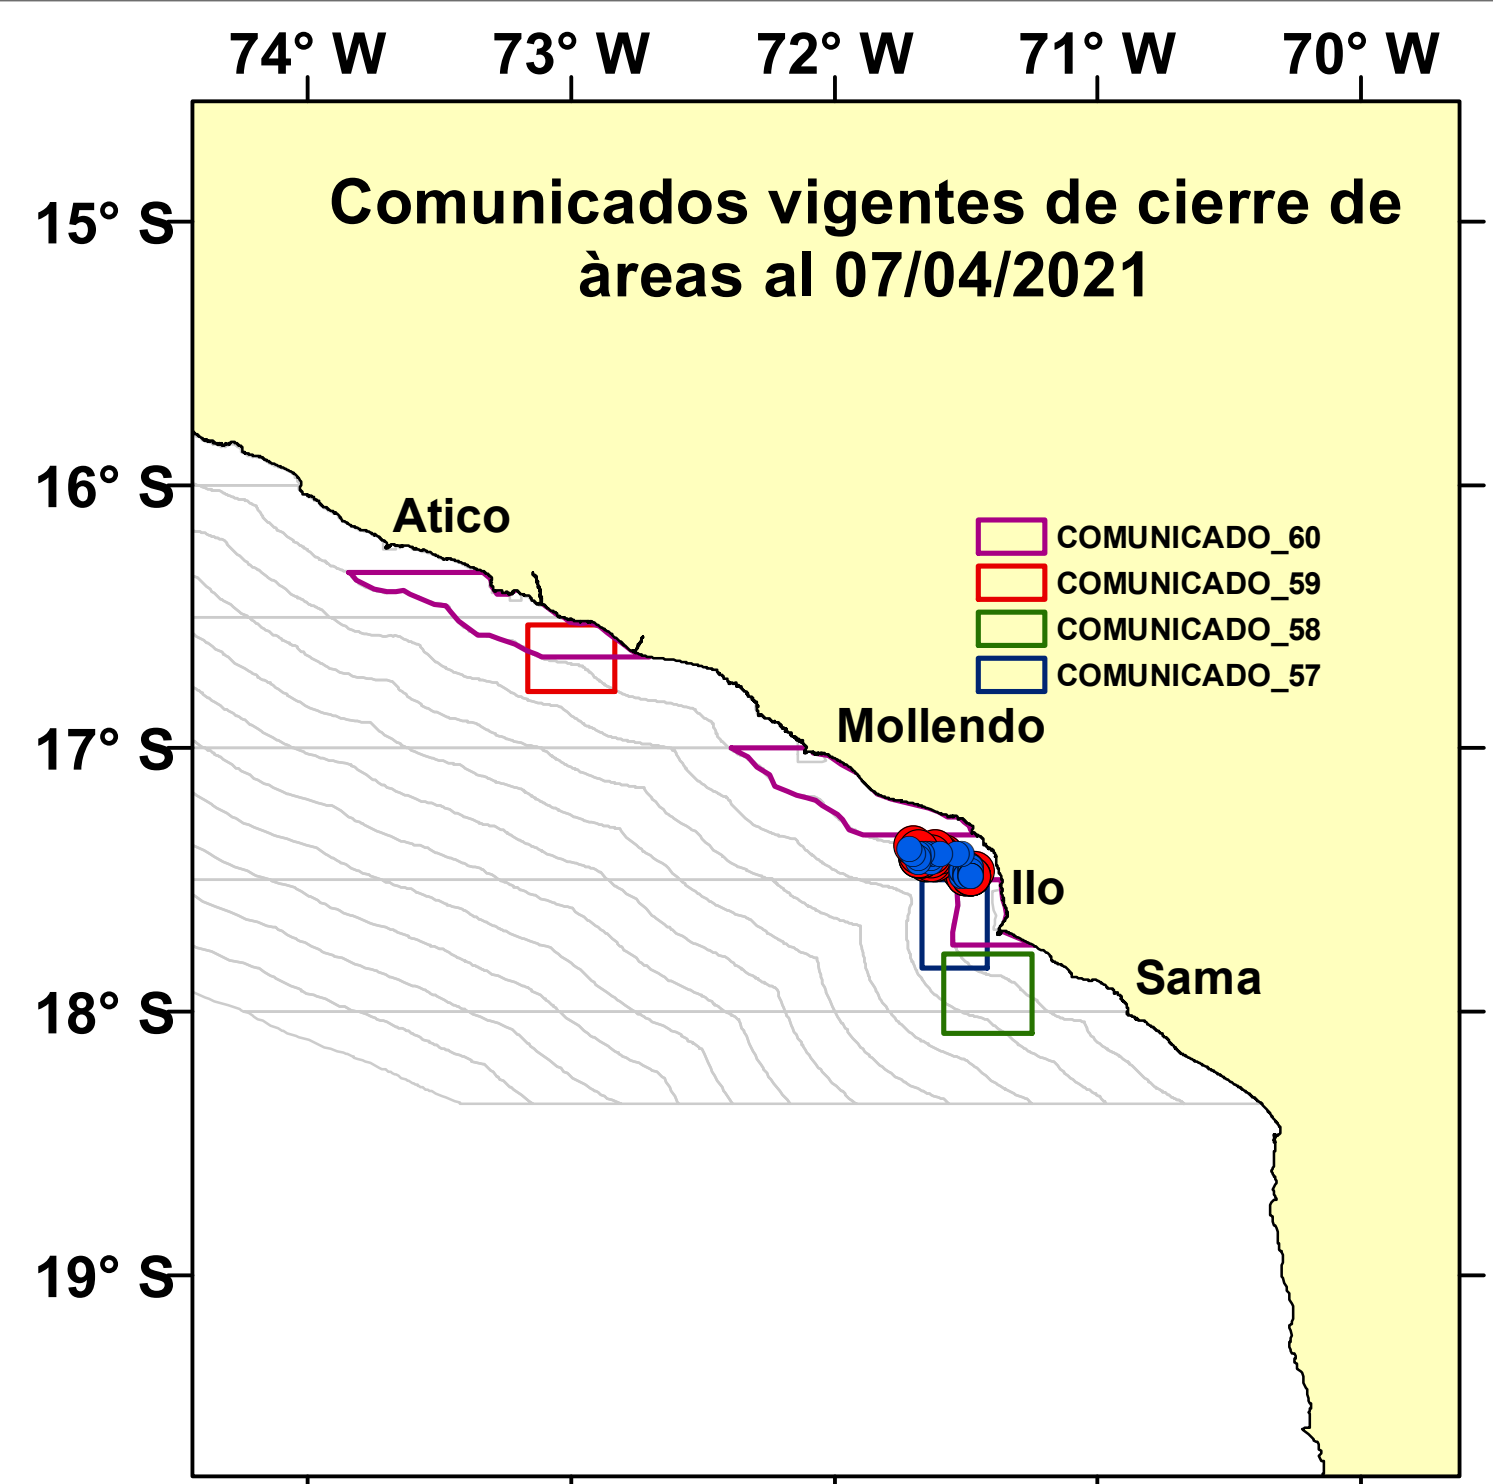 74° W 73° W 72° W 71° W 70° W
Comunicados vigentes de cierre de
àreas al 07/04/2021
15° S
16° S
Atico
COMUNICADO_60
COMUNICADO_59
COMUNICADO_58
COMUNICADO_57
Mollendo
17° S
Ilo
Sama
18° S
19° S